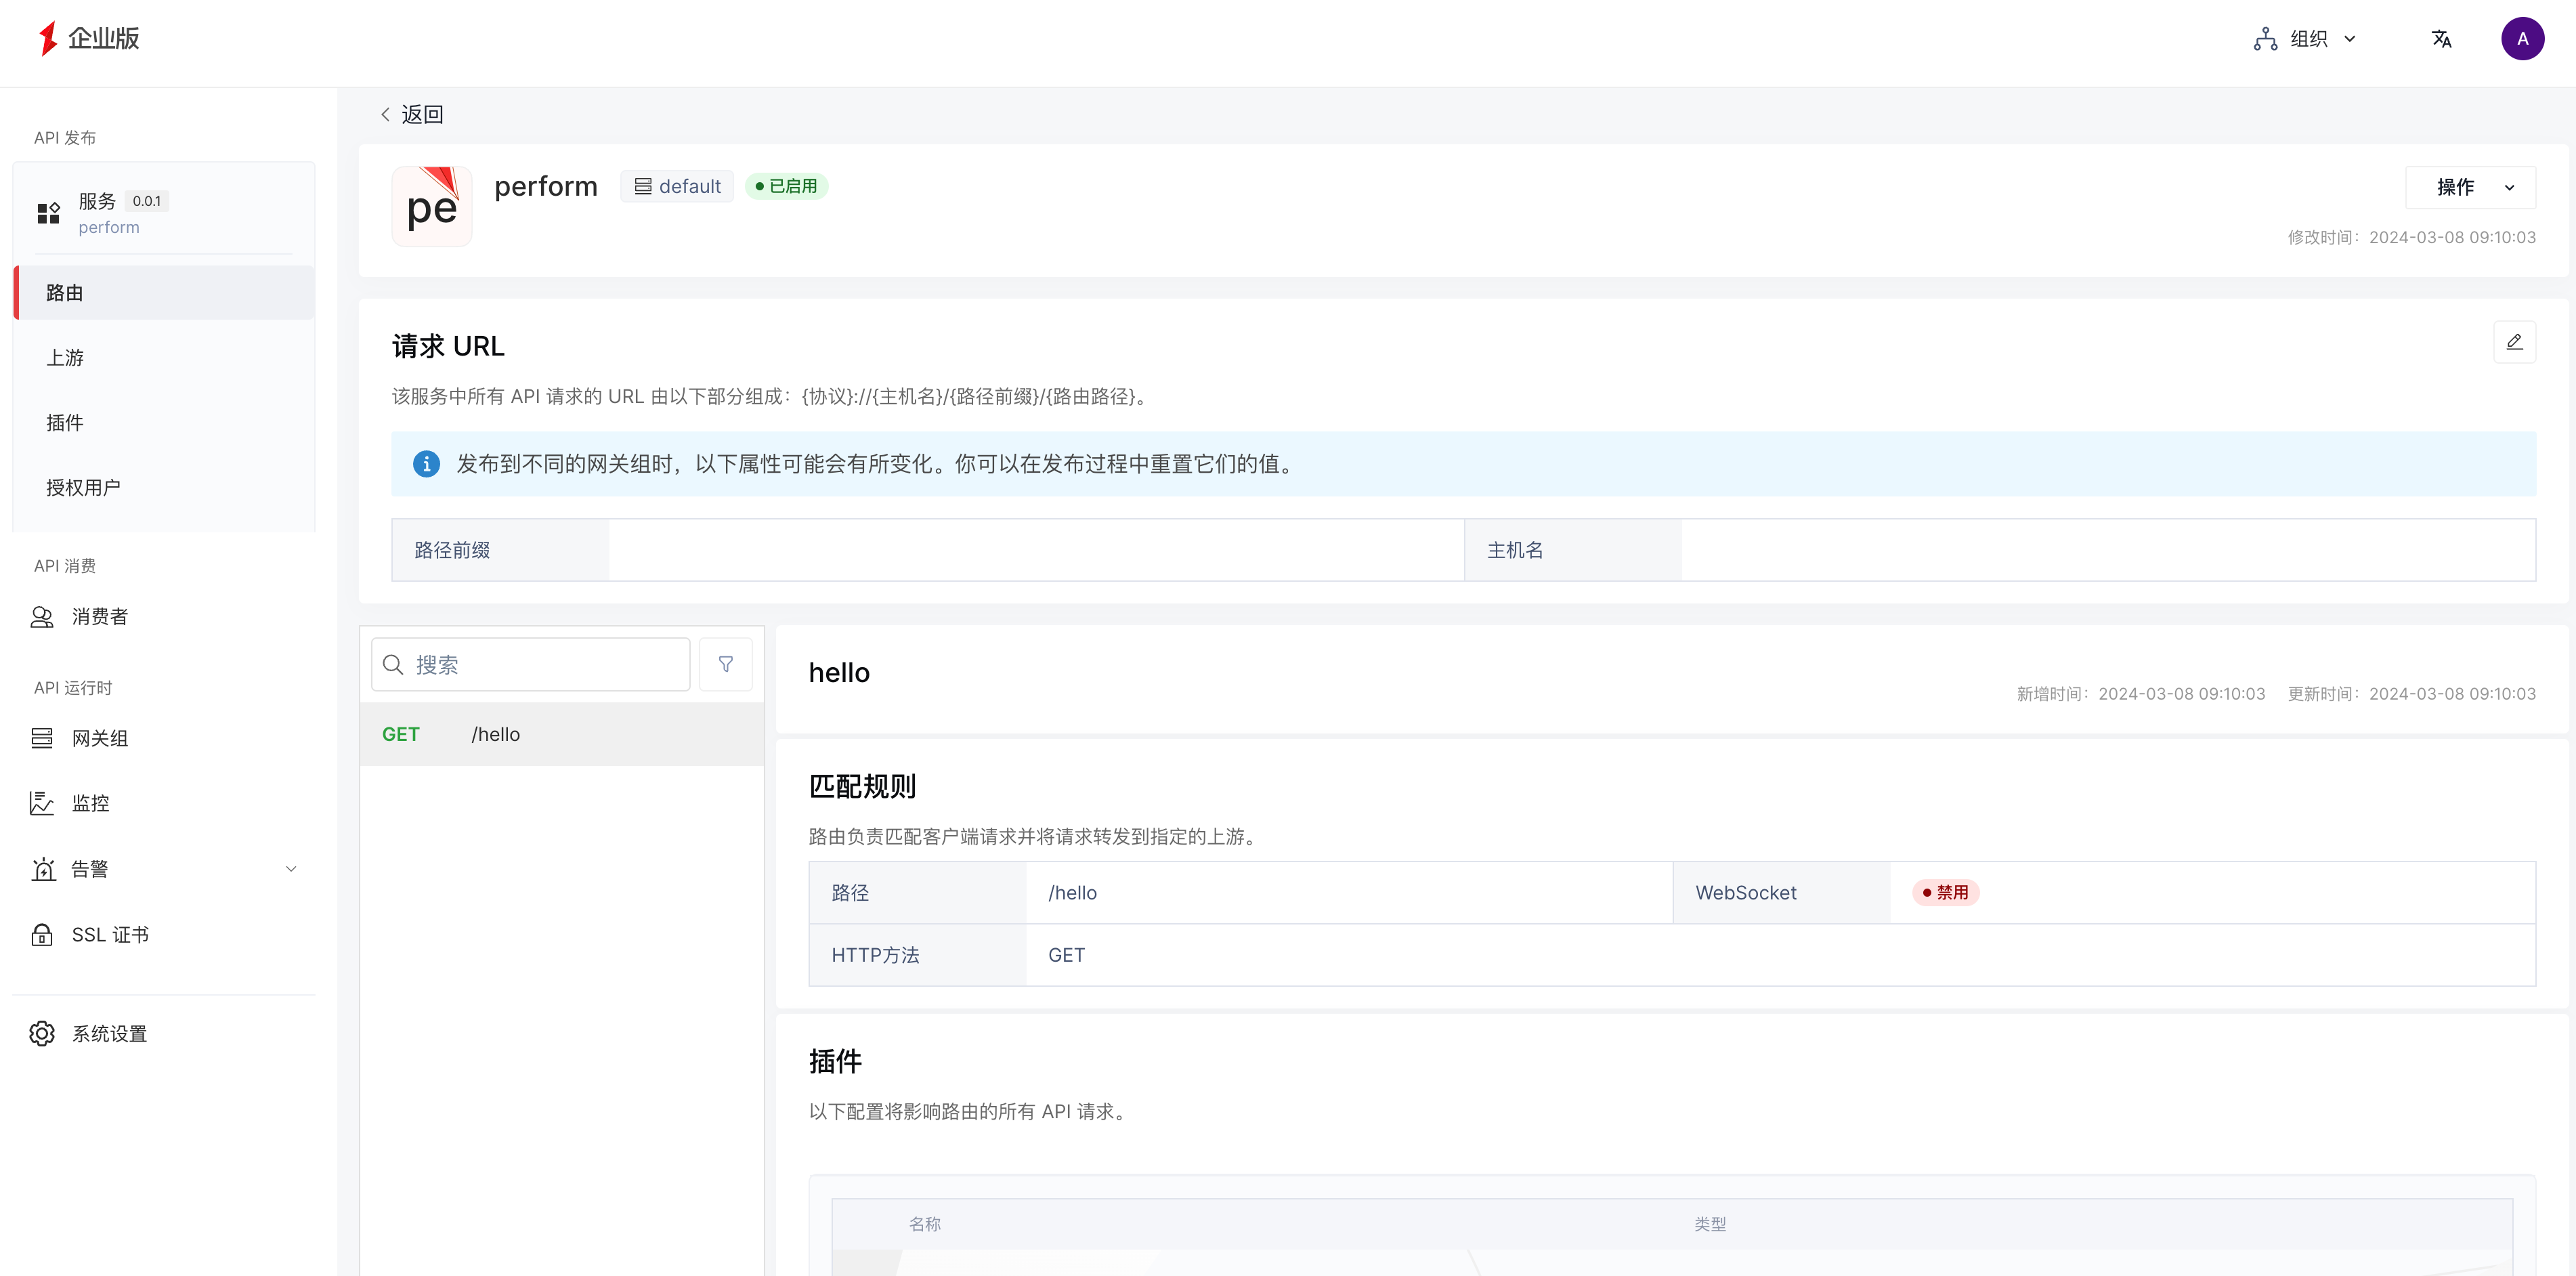 企业版
组织
A
API 发布
服务 0.0.1
perform
路由
上游
插件
授权用户
API 消费
消费者
API 运行时
网关组
监控
告警
SSL 证书
系统设置
返回
pe
perform default 已启用
操作
修改时间：2024-03-08 09:10:03
请求 URL
该服务中所有 API 请求的 URL 由以下部分组成：{协议}://{主机名}/{路径前缀}/{路由路径}。
发布到不同的网关组时，以下属性可能会有所变化。你可以在发布过程中重置它们的值。
路径前缀 主机名
搜索
GET /hello
hello
新增时间：2024-03-08 09:10:03 更新时间：2024-03-08 09:10:03
匹配规则
路由负责匹配客户端请求并将请求转发到指定的上游。
路径 /hello WebSocket 禁用
HTTP方法 GET
插件
以下配置将影响路由的所有 API 请求。
名称 类型